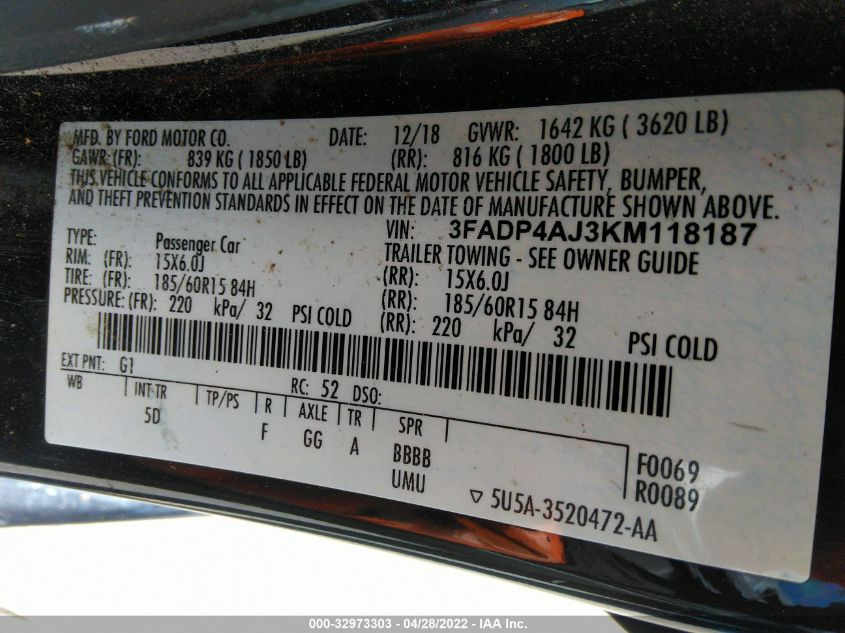 MFD. BY FORD MOTOR CO. DATE: 12/18 GVWR: 1642 KG ( 3620 LB)
GAWR: (FR): 839 KG ( 1850 LB) (RR): 816 KG ( 1800 LB)
THIS VEHICLE CONFORMS TO ALL APPLICABLE FEDERAL MOTOR VEHICLE SAFETY, BUMPER,
AND THEFT PREVENTION STANDARDS IN EFFECT ON THE DATE OF MANUFACTURE SHOWN ABOVE.
VIN: 3FADP4AJ3KM118187
TYPE: Passenger Car TRAILER TOWING - SEE OWNER GUIDE
RIM: (FR): 15X6.0J (RR): 15X6.0J
TIRE: (FR): 185/60R15 84H (RR): 185/60R15 84H
PRESSURE: (FR): 220 kPa/ 32 PSI COLD (RR): 220 kPa/ 32 PSI COLD
EXT PNT: G1 RC: 52 DSO:
WB INT TR TP/PS R AXLE TR SPR
5D F GG A BBBB F0069
UMU R0089
5U5A-3520472-AA
000-32973303 - 04/28/2022 - IAA Inc.